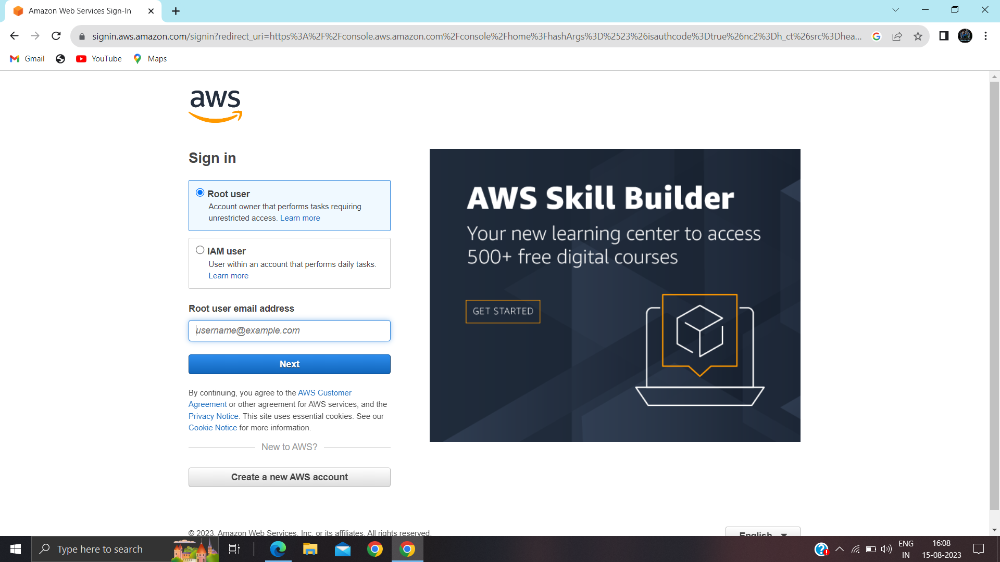 Amazon Web Services Sign-In
signin.aws.amazon.com/signin?redirect_uri=https%3A%2F%2Fconsole.aws.amazon.com%2Fconsole%2Fhome%3FhashArgs%3D%2523%26isauthcode%3Dtrue%26nc2%3Dh_ct%26src%3Dhea...
Gmail
YouTube
Maps
aws
Sign in
Root user
Account owner that performs tasks requiring
unrestricted access. Learn more
IAM user
User within an account that performs daily tasks.
Learn more
Root user email address
username@example.com
Next
By continuing, you agree to the AWS Customer
Agreement or other agreement for AWS services, and the
Privacy Notice. This site uses essential cookies. See our
Cookie Notice for more information.
New to AWS?
Create a new AWS account
AWS Skill Builder
Your new learning center to access
500+ free digital courses
GET STARTED
© 2023, Amazon Web Services, Inc. or its affiliates. All rights reserved.
English
Type here to search
ENG
IN
16:08
15-08-2023